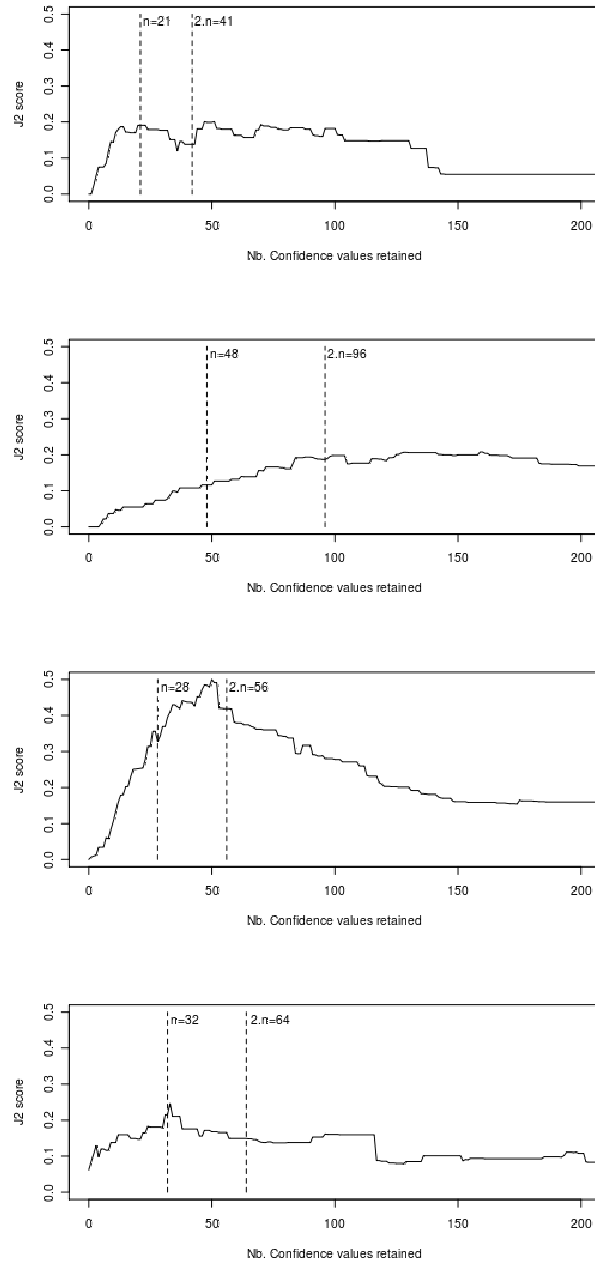 n=21 2.n=41
J2 score
0.0 0.1 0.2 0.3 0.4 0.5
0 50 100 150 200
Nb. Confidence values retained
n=48 2.n=96
J2 score
0.0 0.1 0.2 0.3 0.4 0.5
0 50 100 150 200
Nb. Confidence values retained
n=28 2.n=56
J2 score
0.0 0.1 0.2 0.3 0.4 0.5
0 50 100 150 200
Nb. Confidence values retained
n=32 2.n=64
J2 score
0.0 0.1 0.2 0.3 0.4 0.5
0 50 100 150 200
Nb. Confidence values retained